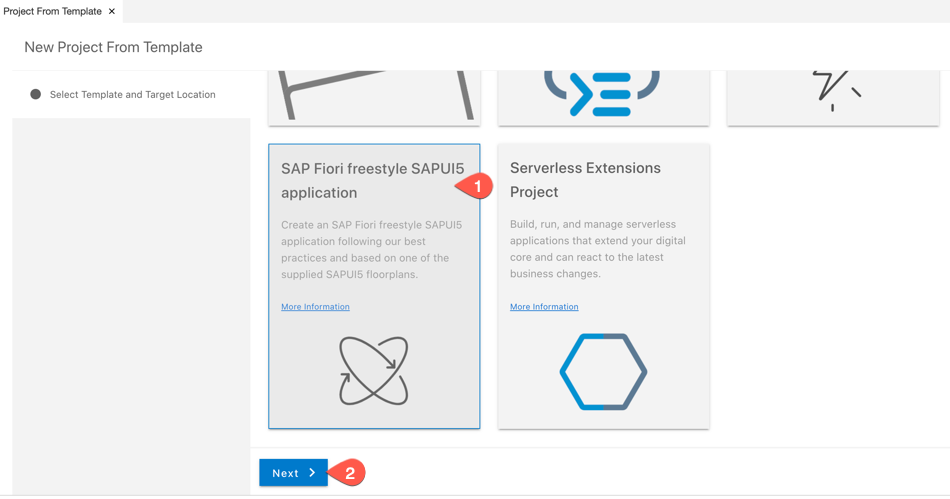 Project From Template ×
New Project From Template
Select Template and Target Location
SAP Fiori freestyle SAPUI5
application
Create an SAP Fiori freestyle SAPUI5
application following our best
practices and based on one of the
supplied SAPUI5 floorplans.
More Information
1
Serverless Extensions
Project
Build, run, and manage serverless
applications that extend your digital
core and can react to the latest
business changes.
More Information
Next
2